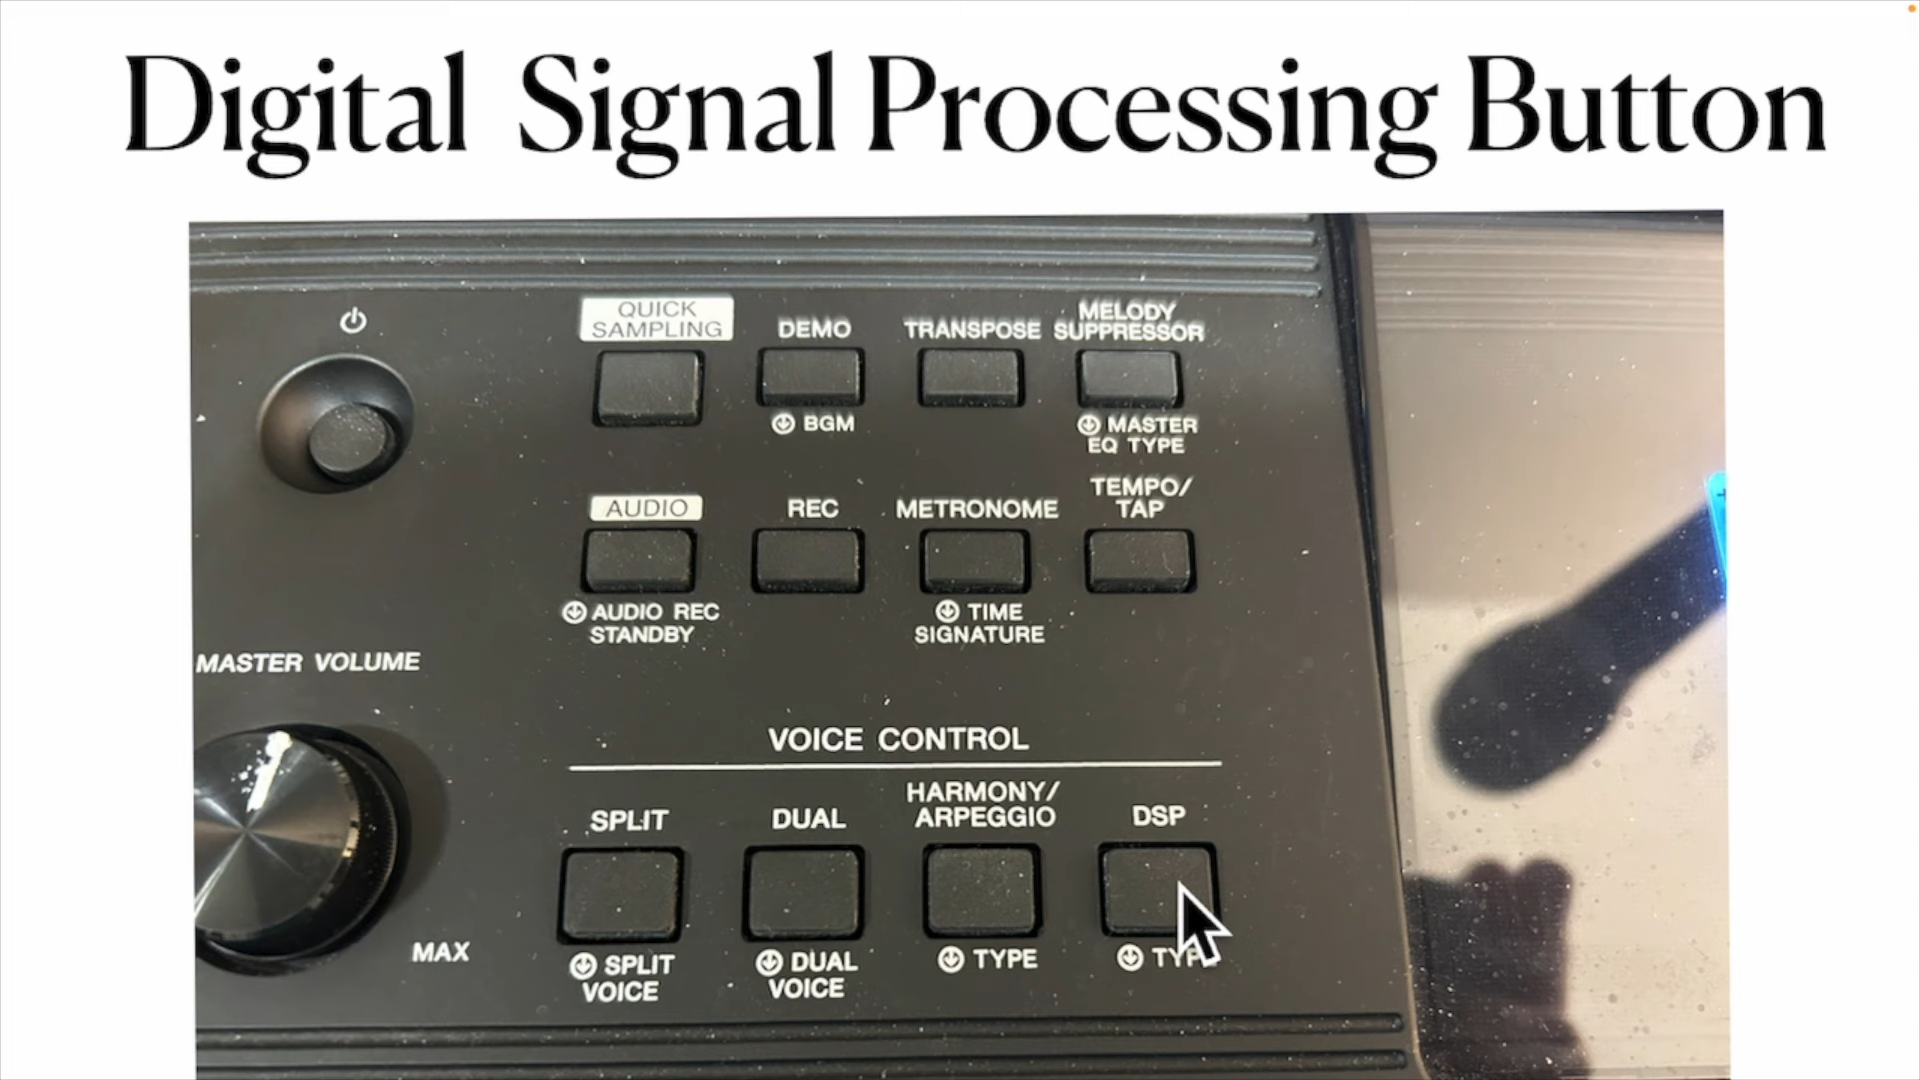 Digital Signal Processing Button
QUICK
SAMPLING
DEMO
TRANSPOSE
MELODY
SUPPRESSOR
BGM
MASTER
EQ TYPE
AUDIO
REC
METRONOME
TEMPO/
TAP
AUDIO REC
STANDBY
TIME
SIGNATURE
MASTER VOLUME
MAX
VOICE CONTROL
SPLIT
DUAL
HARMONY/
ARPEGGIO
DSP
SPLIT
VOICE
DUAL
VOICE
TYPE
TYPE